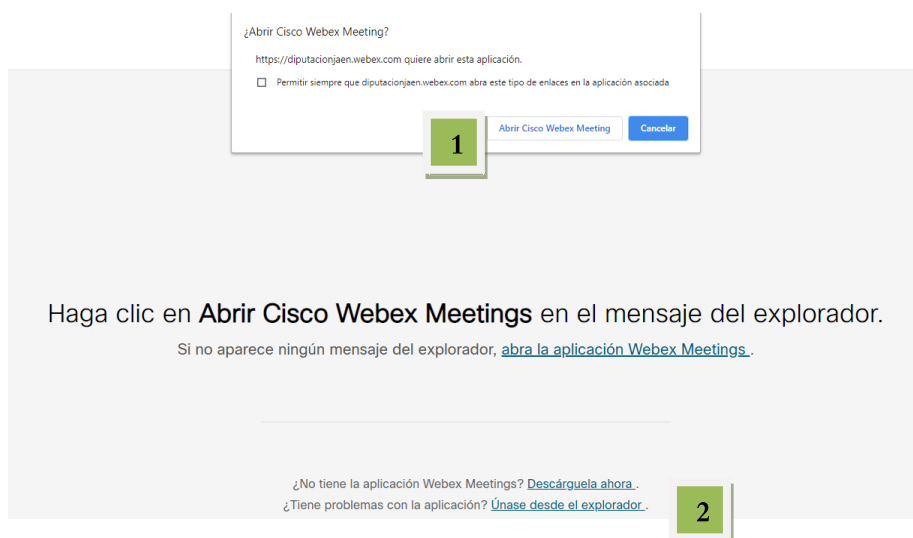 ¿Abrir Cisco Webex Meeting?
https://diputacionjaen.webex.com quiere abrir esta aplicación.
Permitir siempre que diputacionjaen.webex.com abra este tipo de enlaces en la aplicación asociada
1
Abrir Cisco Webex Meeting
Cancelar
Haga clic en Abrir Cisco Webex Meetings en el mensaje del explorador.
Si no aparece ningún mensaje del explorador, abra la aplicación Webex Meetings .
¿No tiene la aplicación Webex Meetings? Descárguela ahora .
¿Tiene problemas con la aplicación? Únase desde el explorador .
2